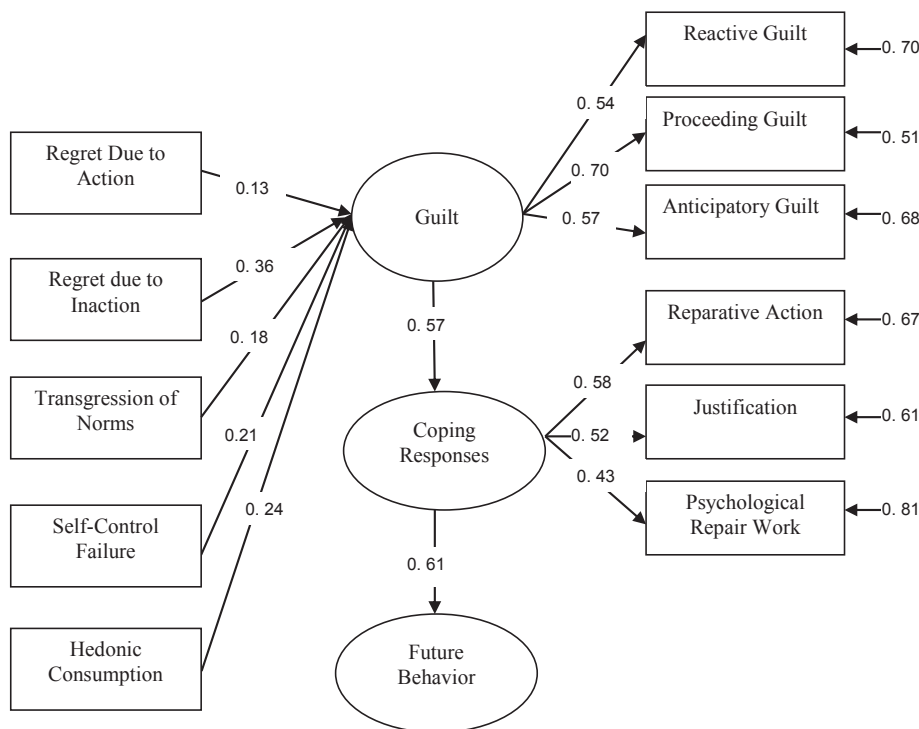 Reactive Guilt
0. 70
0. 54
Proceeding Guilt
0. 51
Regret Due to
Action
0. 70
0.13
Guilt
Anticipatory Guilt
0. 57
0. 68
Regret due to
Inaction
0. 36
Reparative Action
0. 67
0. 57
0. 18
0. 58
Transgression of
Norms
Justification
0. 61
Coping
Responses
0. 52
0.21
0. 43
Psychological
Repair Work
0. 81
0. 24
Self-Control
Failure
0. 61
Hedonic
Consumption
Future
Behavior